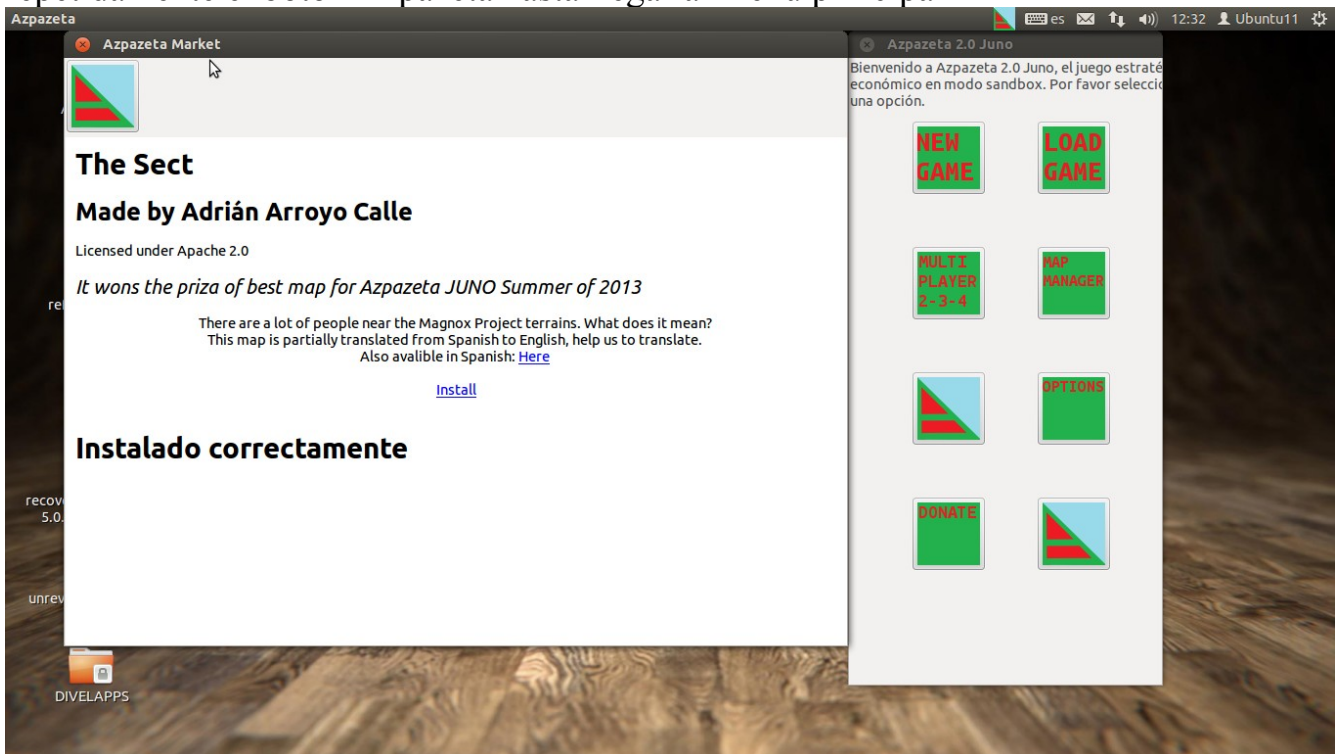 Azpazeta
es
12:32
Ubuntu11
Azpazeta Market
The Sect
Made by Adrián Arroyo Calle
Licensed under Apache 2.0
It wons the priza of best map for Azpazeta JUNO Summer of 2013
There are a lot of people near the Magnox Project terrains. What does it mean?
This map is partially translated from Spanish to English, help us to translate.
Also avalible in Spanish: Here
Install
Instalado correctamente
Azpazeta 2.0 Juno
Bienvenido a Azpazeta 2.0 Juno, el juego
económico en modo sandbox. Por favor
una opción.
NEW
GAME
LOAD
GAME
MULTI
PLAYER
2-3-4
MAP
MANAGER
OPTIONS
DONATE
5.0.
DIVELAPPS